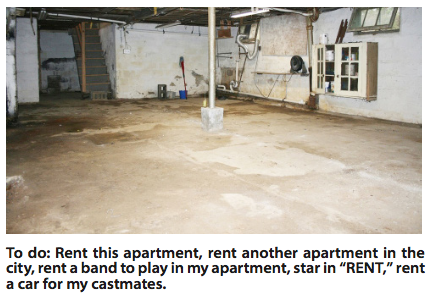 To do: Rent this apartment, rent another apartment in the
city, rent a band to play in my apartment, star in “RENT,” rent
a car for my castmates.